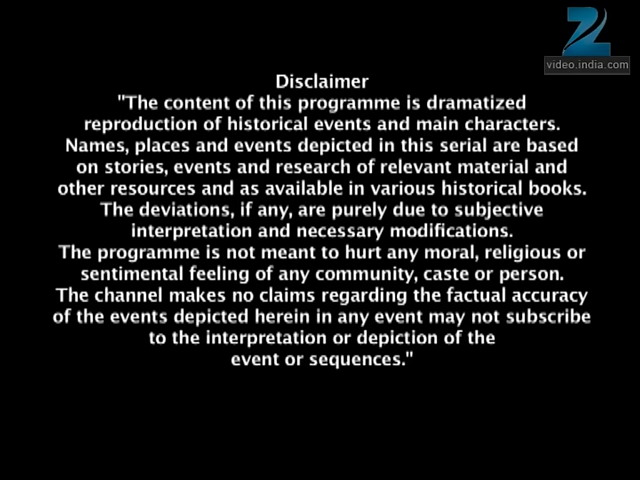 video.india.com
Disclaimer
"The content of this programme is dramatized
reproduction of historical events and main characters.
Names, places and events depicted in this serial are based
on stories, events and research of relevant material and
other resources and as available in various historical books.
The deviations, if any, are purely due to subjective
interpretation and necessary modifications.
The programme is not meant to hurt any moral, religious or
sentimental feeling of any community, caste or person.
The channel makes no claims regarding the factual accuracy
of the events depicted herein in any event may not subscribe
to the interpretation or depiction of the
event or sequences."